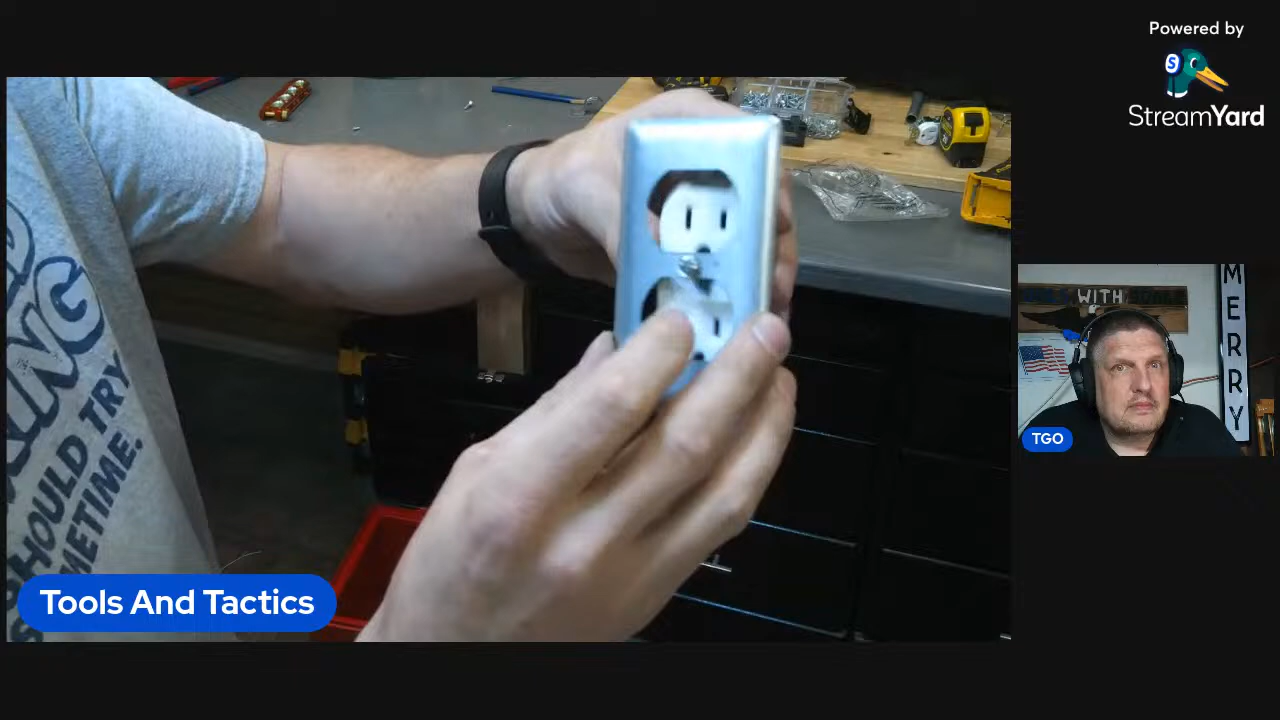 Powered by
StreamYard
WITH
MERRY
TGO
SHOULD TRY
SOMETIME.
Tools And Tactics